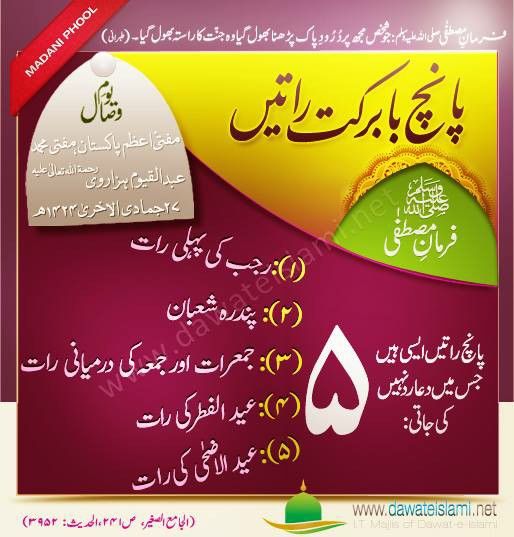 MADANI PHOOL
فرمانِ مصطفٰی صلی اللہ علیہ وسلم: جو شخص مجھ پر دُرُودِ پاک پڑھنا بھول گیا وہ جنت کا راستہ بھول گیا۔ (طبرانی)
یومِ وصال
مفتیٔ اعظم پاکستان، مفتی محمد
عبدالقیوم ہزاروی رحمۃ اللہ تعالیٰ علیہ
۲۷ جمادی الاخریٰ ۱۴۲۴ھ
پانچ بابرکت راتیں
صلی اللہ علیہ وسلم
فرمانِ مصطفٰی
پانچ راتیں ایسی ہیں
جس میں دعا رد نہیں
کی جاتی:
۵
(۱): رجب کی پہلی رات
(۲): پندرہ شعبان
(۳): جمعرات اور جمعہ کی درمیانی رات
(۴): عید الفطر کی رات
(۵): عید الاضحٰی کی رات
www.dawateislami.net
(الجامع الصغیر، ص۲۴۱، الحدیث: ۳۹۵۲)
www.dawateislami.net
I.T. Majlis of Dawat-e-Islami